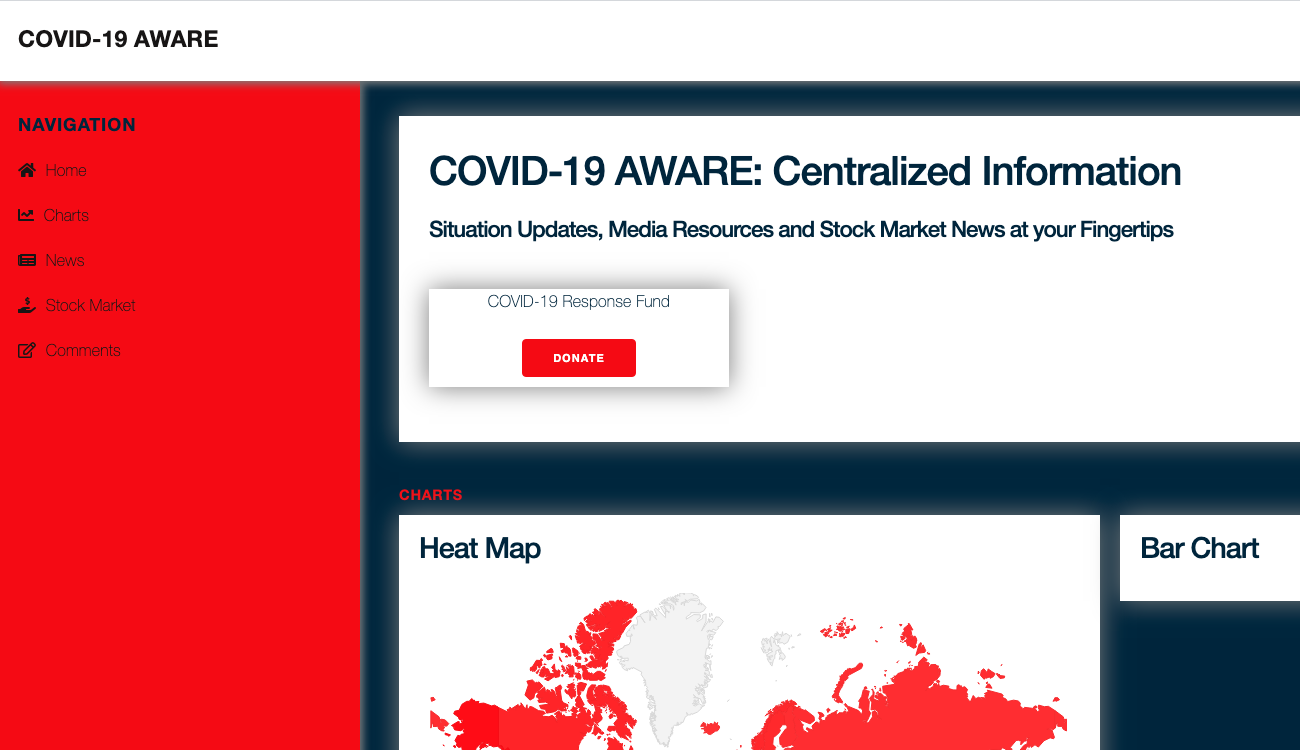 COVID-19 AWARE
NAVIGATION
Home
Charts
News
Stock Market
Comments
COVID-19 AWARE: Centralized Information
Situation Updates, Media Resources and Stock Market News at your Fingertips
COVID-19 Response Fund
DONATE
CHARTS
Heat Map
Bar Chart